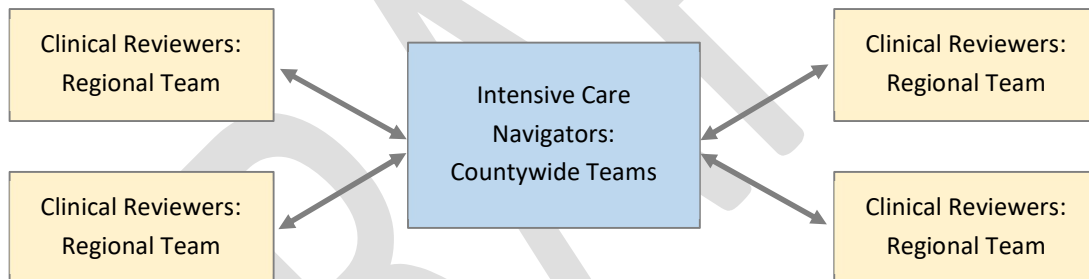 Clinical Reviewers:
Regional Team
Clinical Reviewers:
Regional Team
Intensive Care
Navigators:
Countywide Teams
Clinical Reviewers:
Regional Team
Clinical Reviewers:
Regional Team